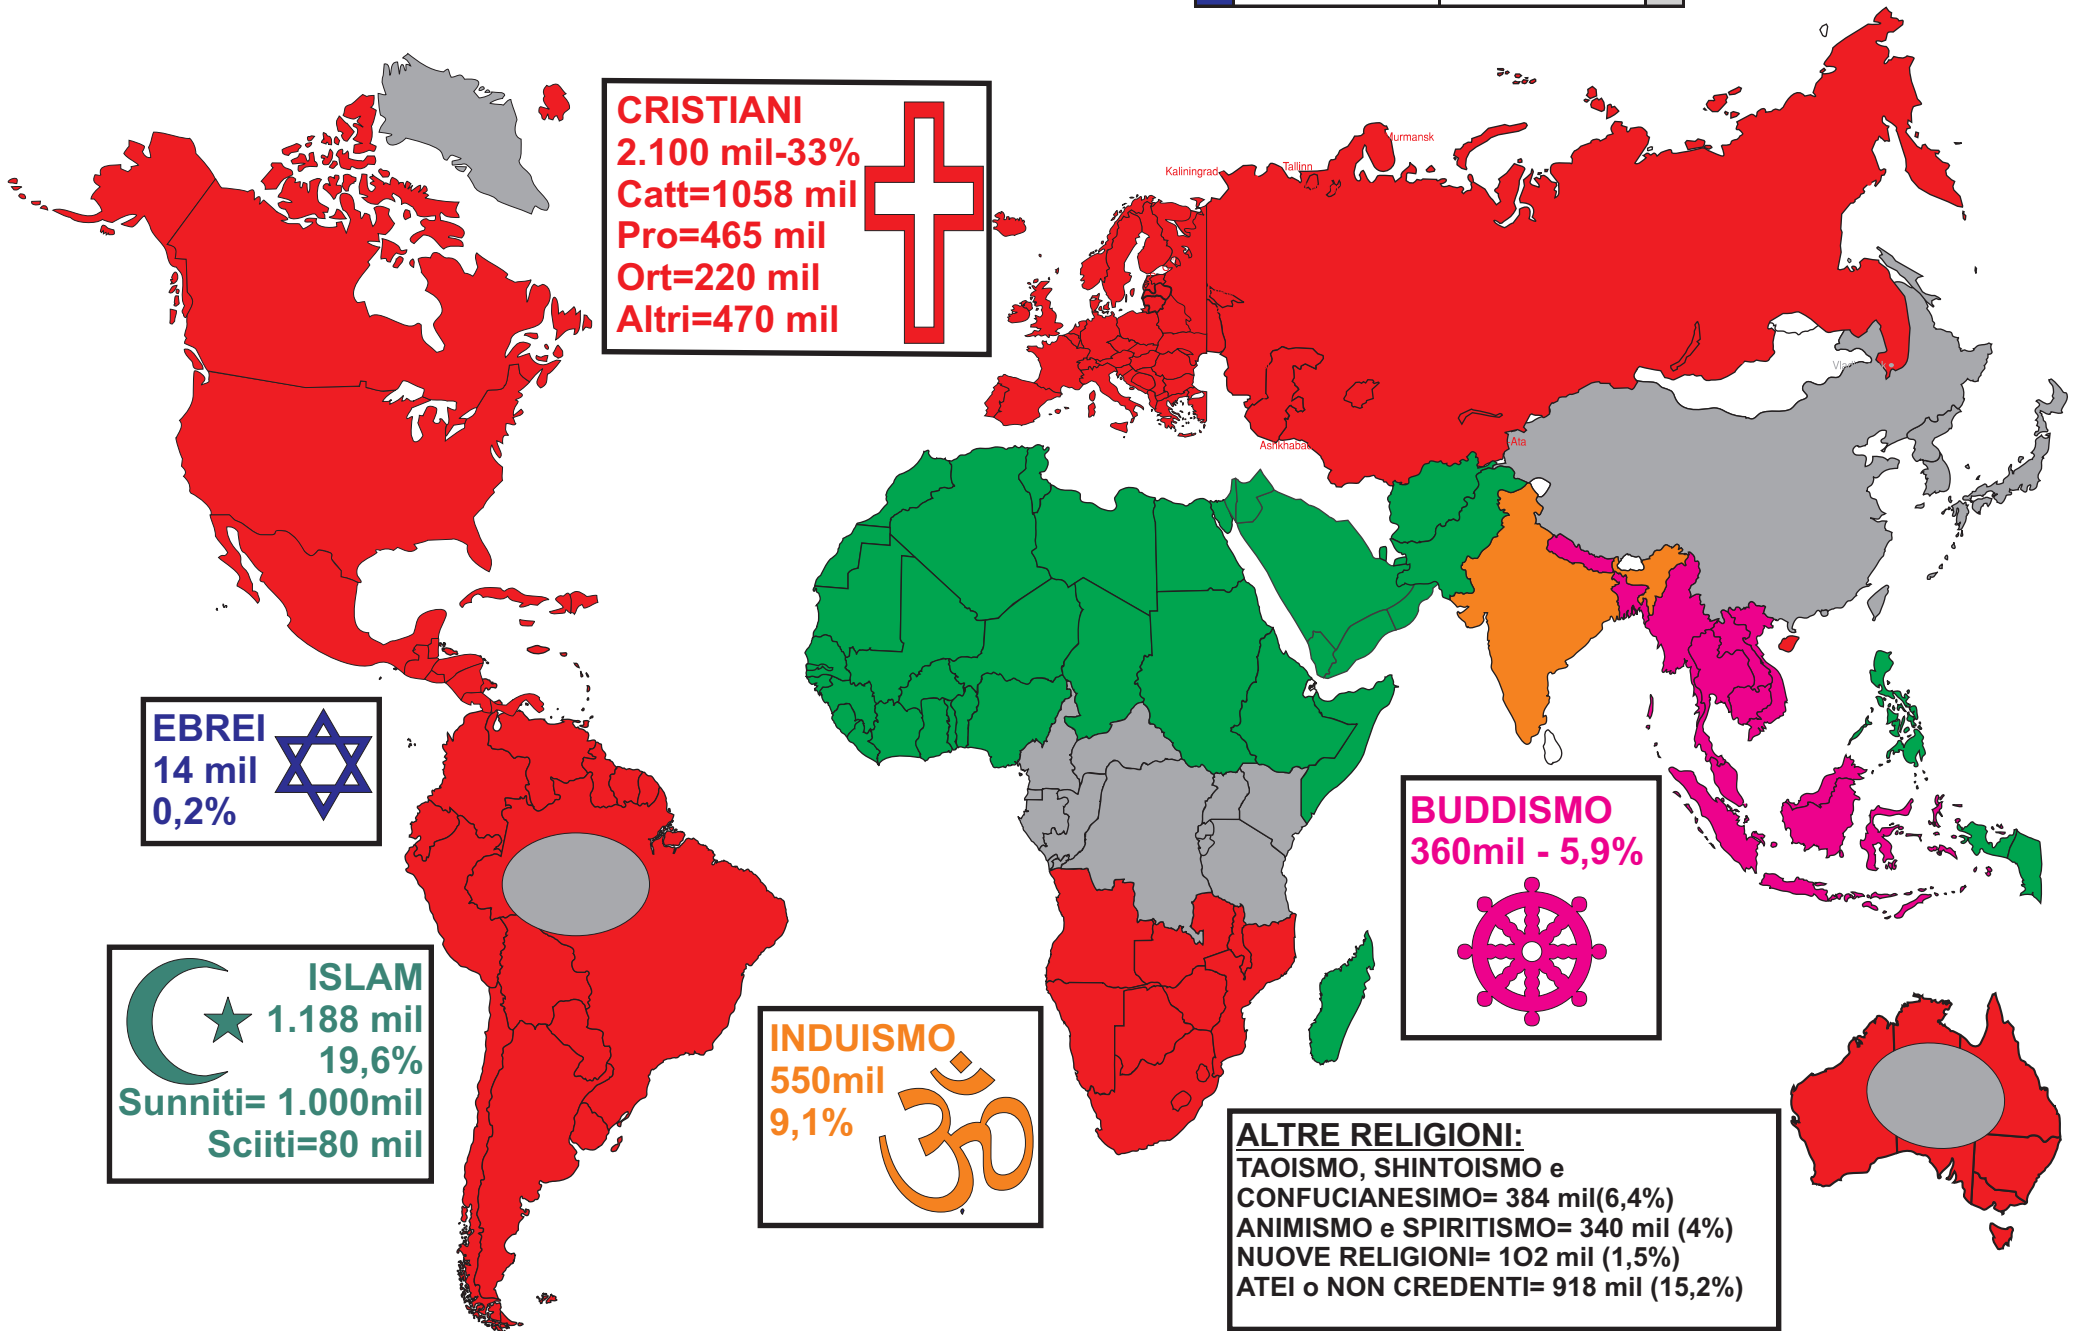 CRISTIANI
2.100 mil-33%
Catt=1058 mil
Pro=465 mil
Ort=220 mil
Altri=470 mil
Kaliningrad
Tallinn
Murmansk
Ashkhabad
Ata
EBREI
14 mil
0,2%
ISLAM
1.188 mil
19,6%
Sunniti= 1.000mil
Sciiti=80 mil
INDUISMO
550mil
9,1%
BUDDISMO
360mil - 5,9%
ALTRE RELIGIONI:
TAOISMO, SHINTOISMO e
CONFUCIANESIMO= 384 mil(6,4%)
ANIMISMO e SPIRITISMO= 340 mil (4%)
NUOVE RELIGIONI= 1O2 mil (1,5%)
ATEI o NON CREDENTI= 918 mil (15,2%)